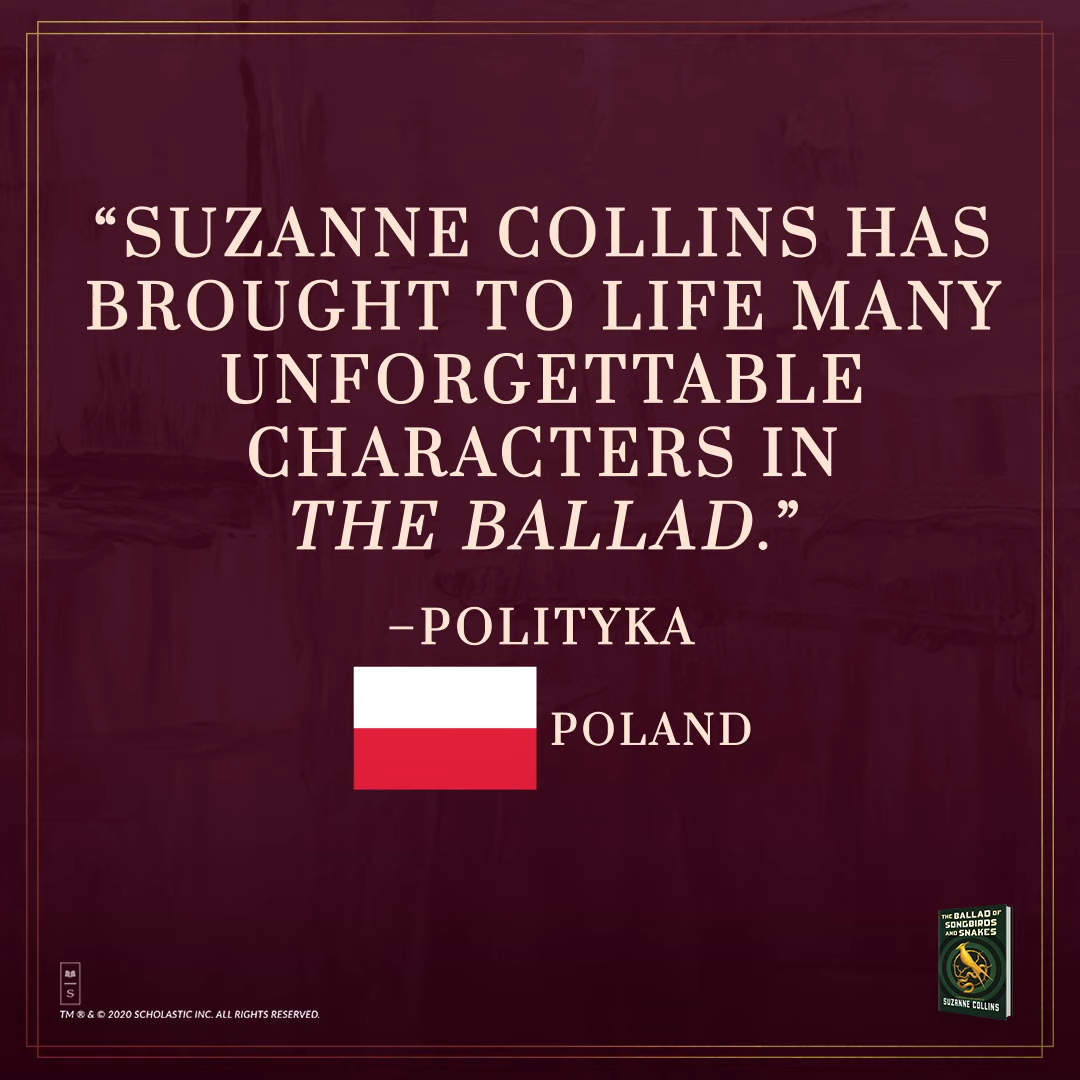 “SUZANNE COLLINS HAS
BROUGHT TO LIFE MANY
UNFORGETTABLE
CHARACTERS IN
THE BALLAD.”
–POLITYKA
POLAND
THE BALLAD OF
SONGBIRDS
AND SNAKES
SUZANNE COLLINS
S
TM ® & © 2020 SCHOLASTIC INC. ALL RIGHTS RESERVED.